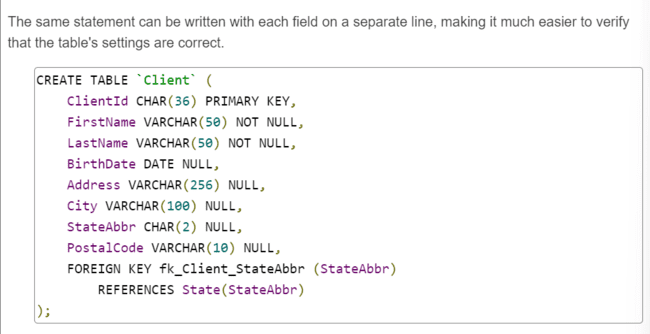 The same statement can be written with each field on a separate line, making it much easier to verify
that the table's settings are correct.
CREATE TABLE `Client` (
    ClientId CHAR(36) PRIMARY KEY,
    FirstName VARCHAR(50) NOT NULL,
    LastName VARCHAR(50) NOT NULL,
    BirthDate DATE NULL,
    Address VARCHAR(256) NULL,
    City VARCHAR(100) NULL,
    StateAbbr CHAR(2) NULL,
    PostalCode VARCHAR(10) NULL,
    FOREIGN KEY fk_Client_StateAbbr (StateAbbr)
        REFERENCES State(StateAbbr)
);